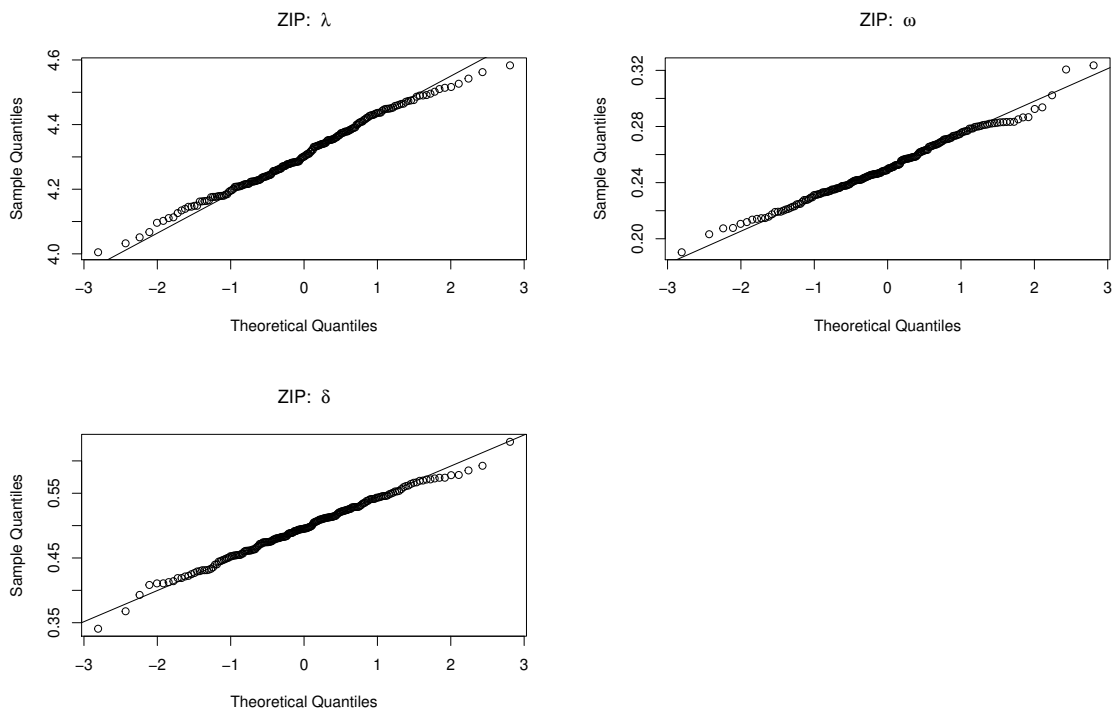 ZIP: λ
Sample Quantiles
4.0 4.2 4.4 4.6
−3 −2 −1 0 1 2 3
Theoretical Quantiles
ZIP: ω
Sample Quantiles
0.20 0.24 0.28 0.32
−3 −2 −1 0 1 2 3
Theoretical Quantiles
ZIP: δ
Sample Quantiles
0.35 0.45 0.55
−3 −2 −1 0 1 2 3
Theoretical Quantiles